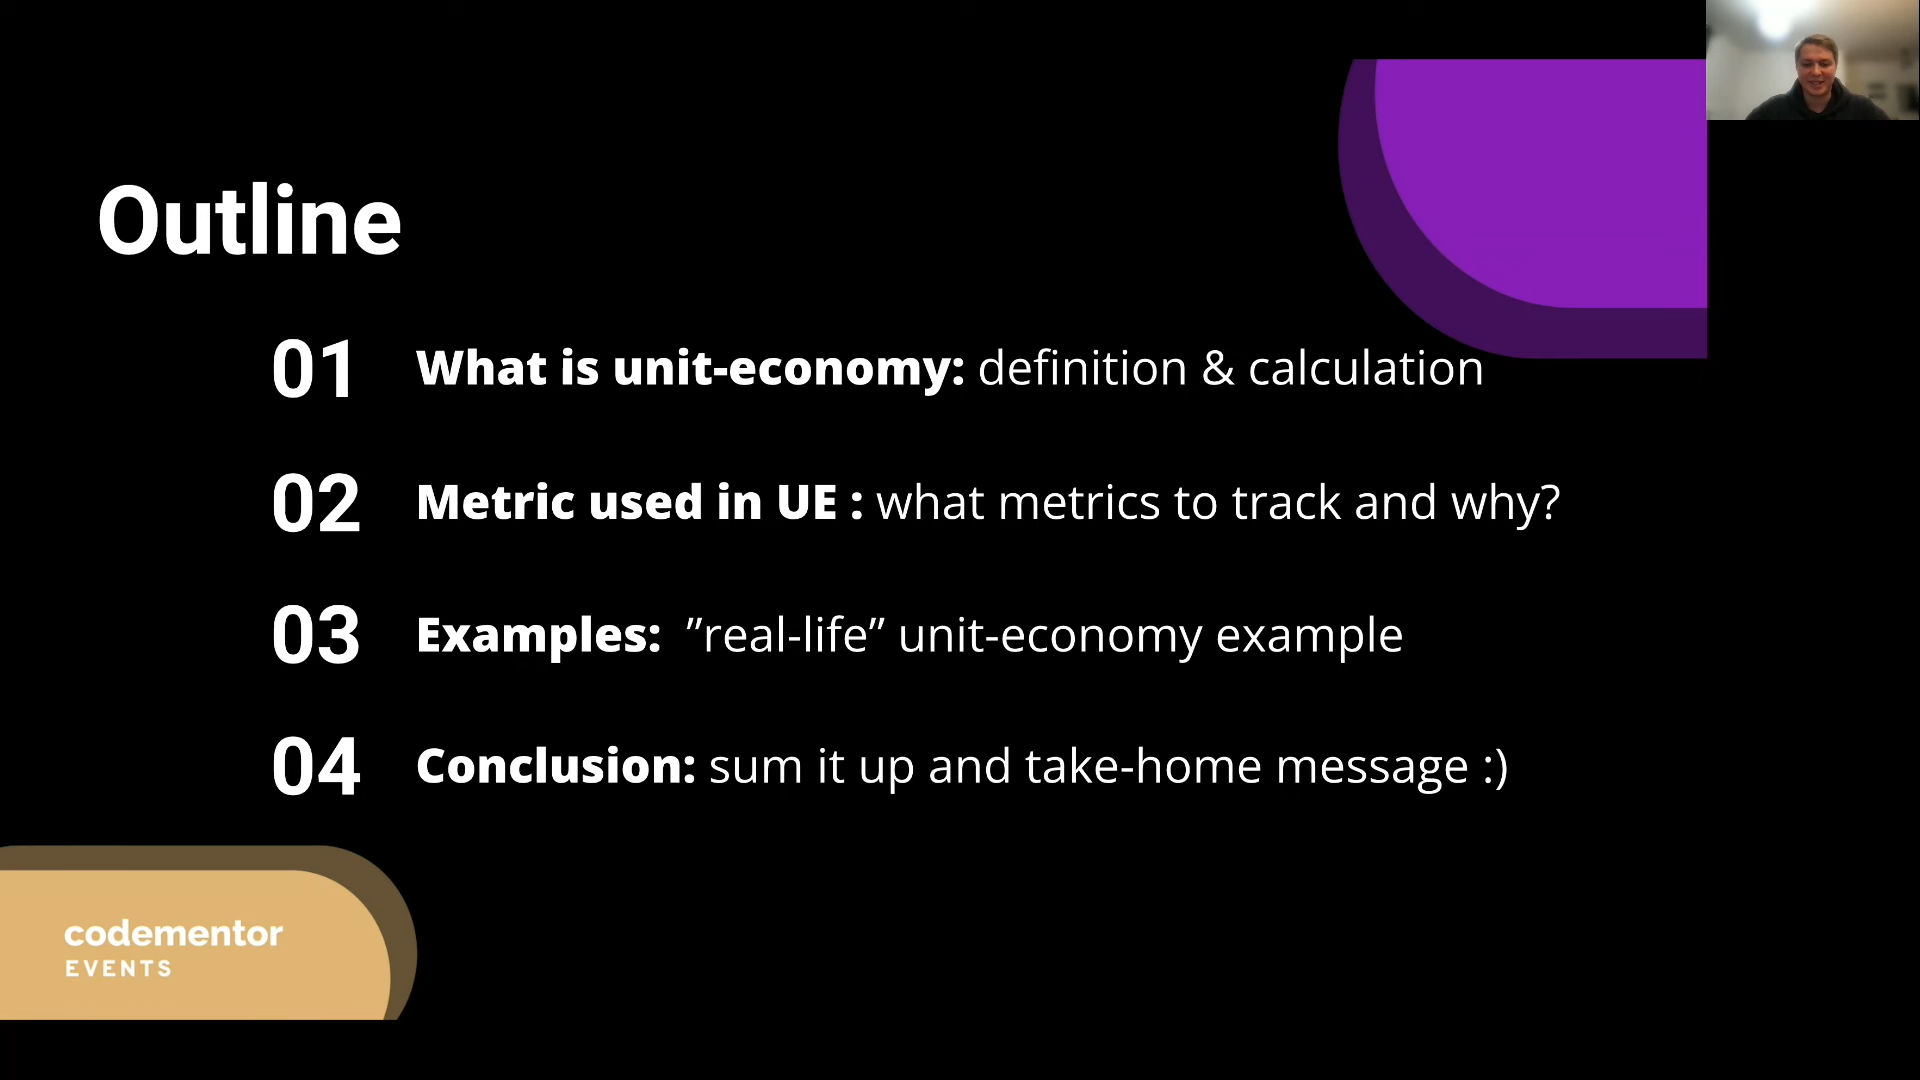 Outline
01 What is unit-economy: definition & calculation
02 Metric used in UE : what metrics to track and why?
03 Examples: ”real-life” unit-economy example
04 Conclusion: sum it up and take-home message :)
codementor
EVENTS